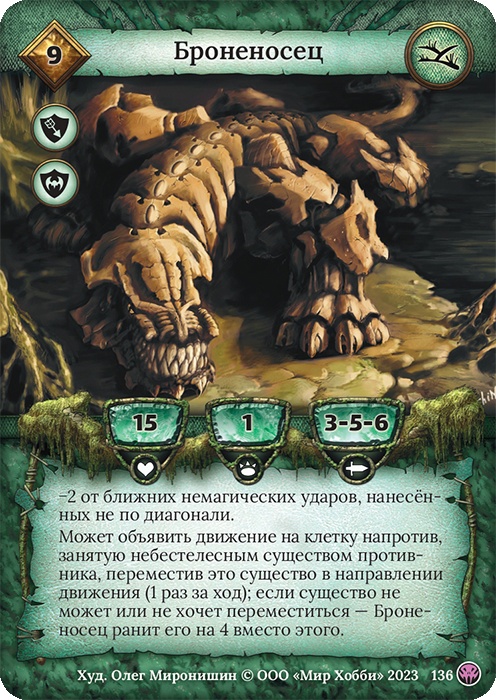 9
Броненосец
15
1
3-5-6
–2 от ближних немагических ударов, нанесён-
ных не по диагонали.
Может объявить движение на клетку напротив,
занятую небестелесным существом против-
ника, переместив это существо в направлении
движения (1 раз за ход); если существо не
может или не хочет переместиться — Броне-
носец ранит его на 4 вместо этого.
Худ. Олег Миронишин © ООО «Мир Хобби» 2023 136